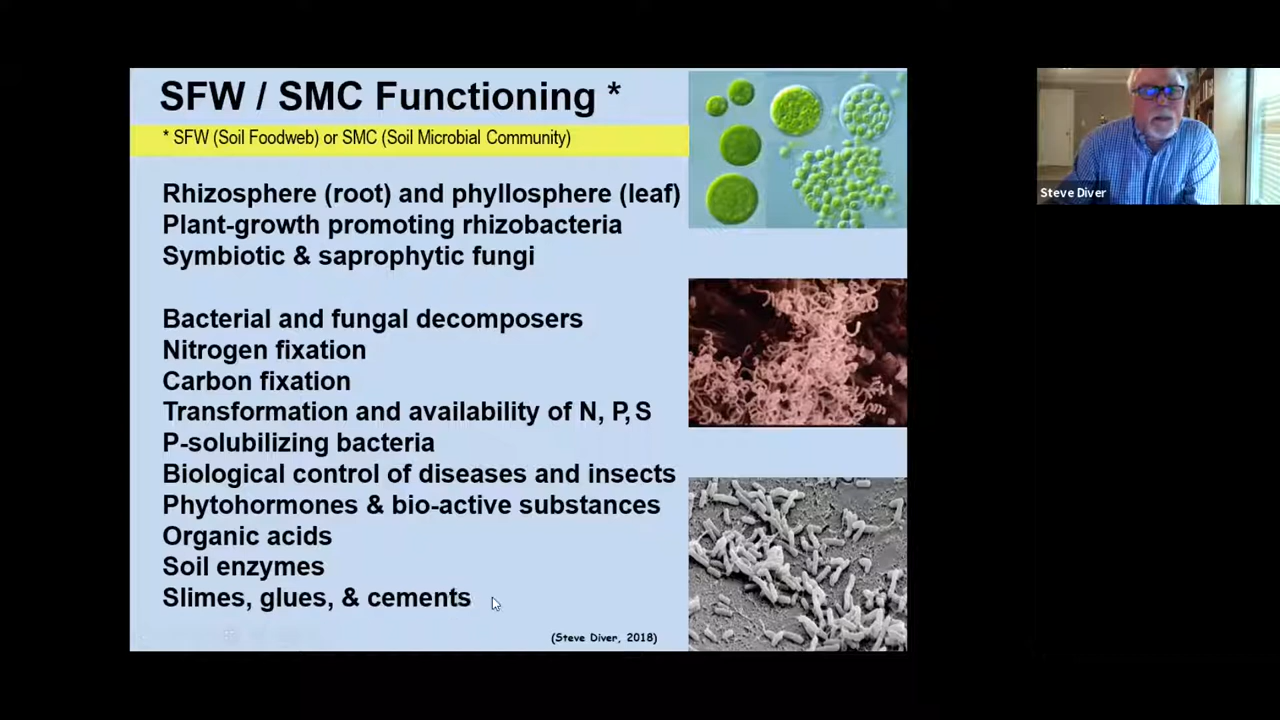 SFW / SMC Functioning *
* SFW (Soil Foodweb) or SMC (Soil Microbial Community)
Rhizosphere (root) and phyllosphere (leaf)
Plant-growth promoting rhizobacteria
Symbiotic & saprophytic fungi
Bacterial and fungal decomposers
Nitrogen fixation
Carbon fixation
Transformation and availability of N, P, S
P-solubilizing bacteria
Biological control of diseases and insects
Phytohormones & bio-active substances
Organic acids
Soil enzymes
Slimes, glues, & cements
(Steve Diver, 2018)
Steve Diver